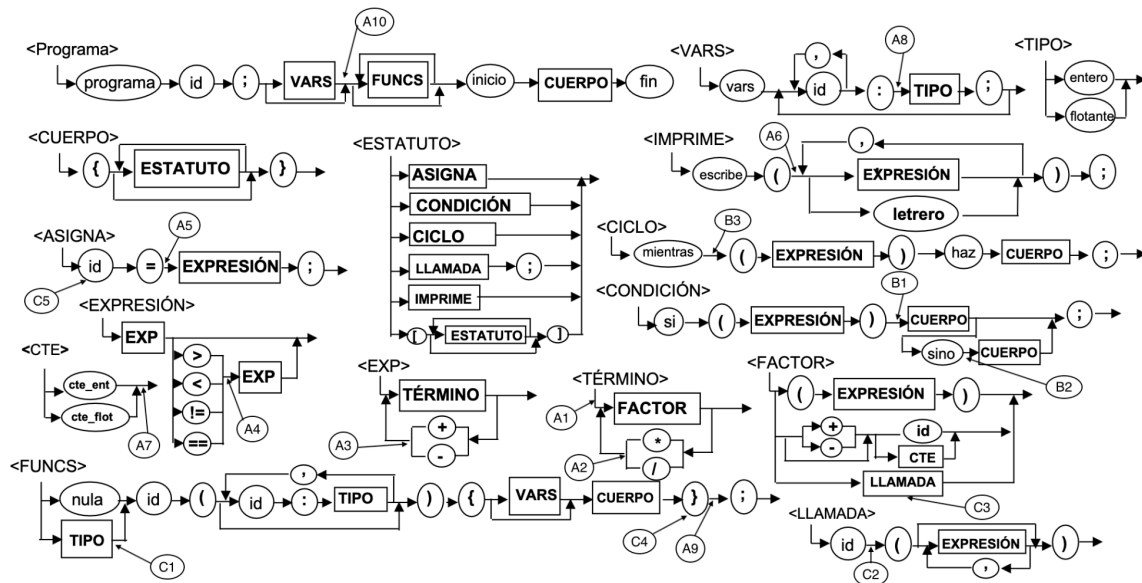 <Programa>
A10
programa id ; VARS FUNCS inicio CUERPO fin
<VARS>
, A8
vars id : TIPO ;
<TIPO>
entero
flotante
<CUERPO>
{ ESTATUTO }
<ESTATUTO>
ASIGNA
CONDICIÓN
CICLO
LLAMADA ;
IMPRIME
[ ESTATUTO ]
<IMPRIME>
A6 ,
escribe ( EXPRESIÓN ) ;
letrero
<ASIGNA>
A5
id = EXPRESIÓN ;
C5
<CICLO>
B3
mientras ( EXPRESIÓN ) haz CUERPO ;
<EXPRESIÓN>
EXP
>
<
!=
==
EXP
A4
<CONDICIÓN>
B1
si ( EXPRESIÓN ) CUERPO ;
sino CUERPO
B2
<CTE>
cte_ent
cte_flot
A7
<EXP>
TÉRMINO
+
-
A3
<TÉRMINO>
A1
FACTOR
*
/
A2
<FACTOR>
( EXPRESIÓN )
+
-
id
CTE
LLAMADA
C3
<FUNCS>
,
nula id ( id : TIPO ) { VARS CUERPO } ;
TIPO
C1
C4
A9
<LLAMADA>
id ( EXPRESIÓN )
C2 ,